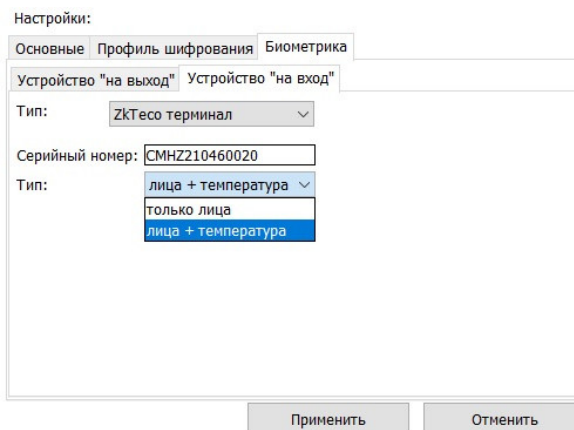 Настройки:
Основные Профиль шифрования Биометрика
Устройство "на выход" Устройство "на вход"
Тип: ZkTeco терминал
Серийный номер: CMHZ210460020
Тип: лица + температура
только лица
лица + температура
Применить Отменить